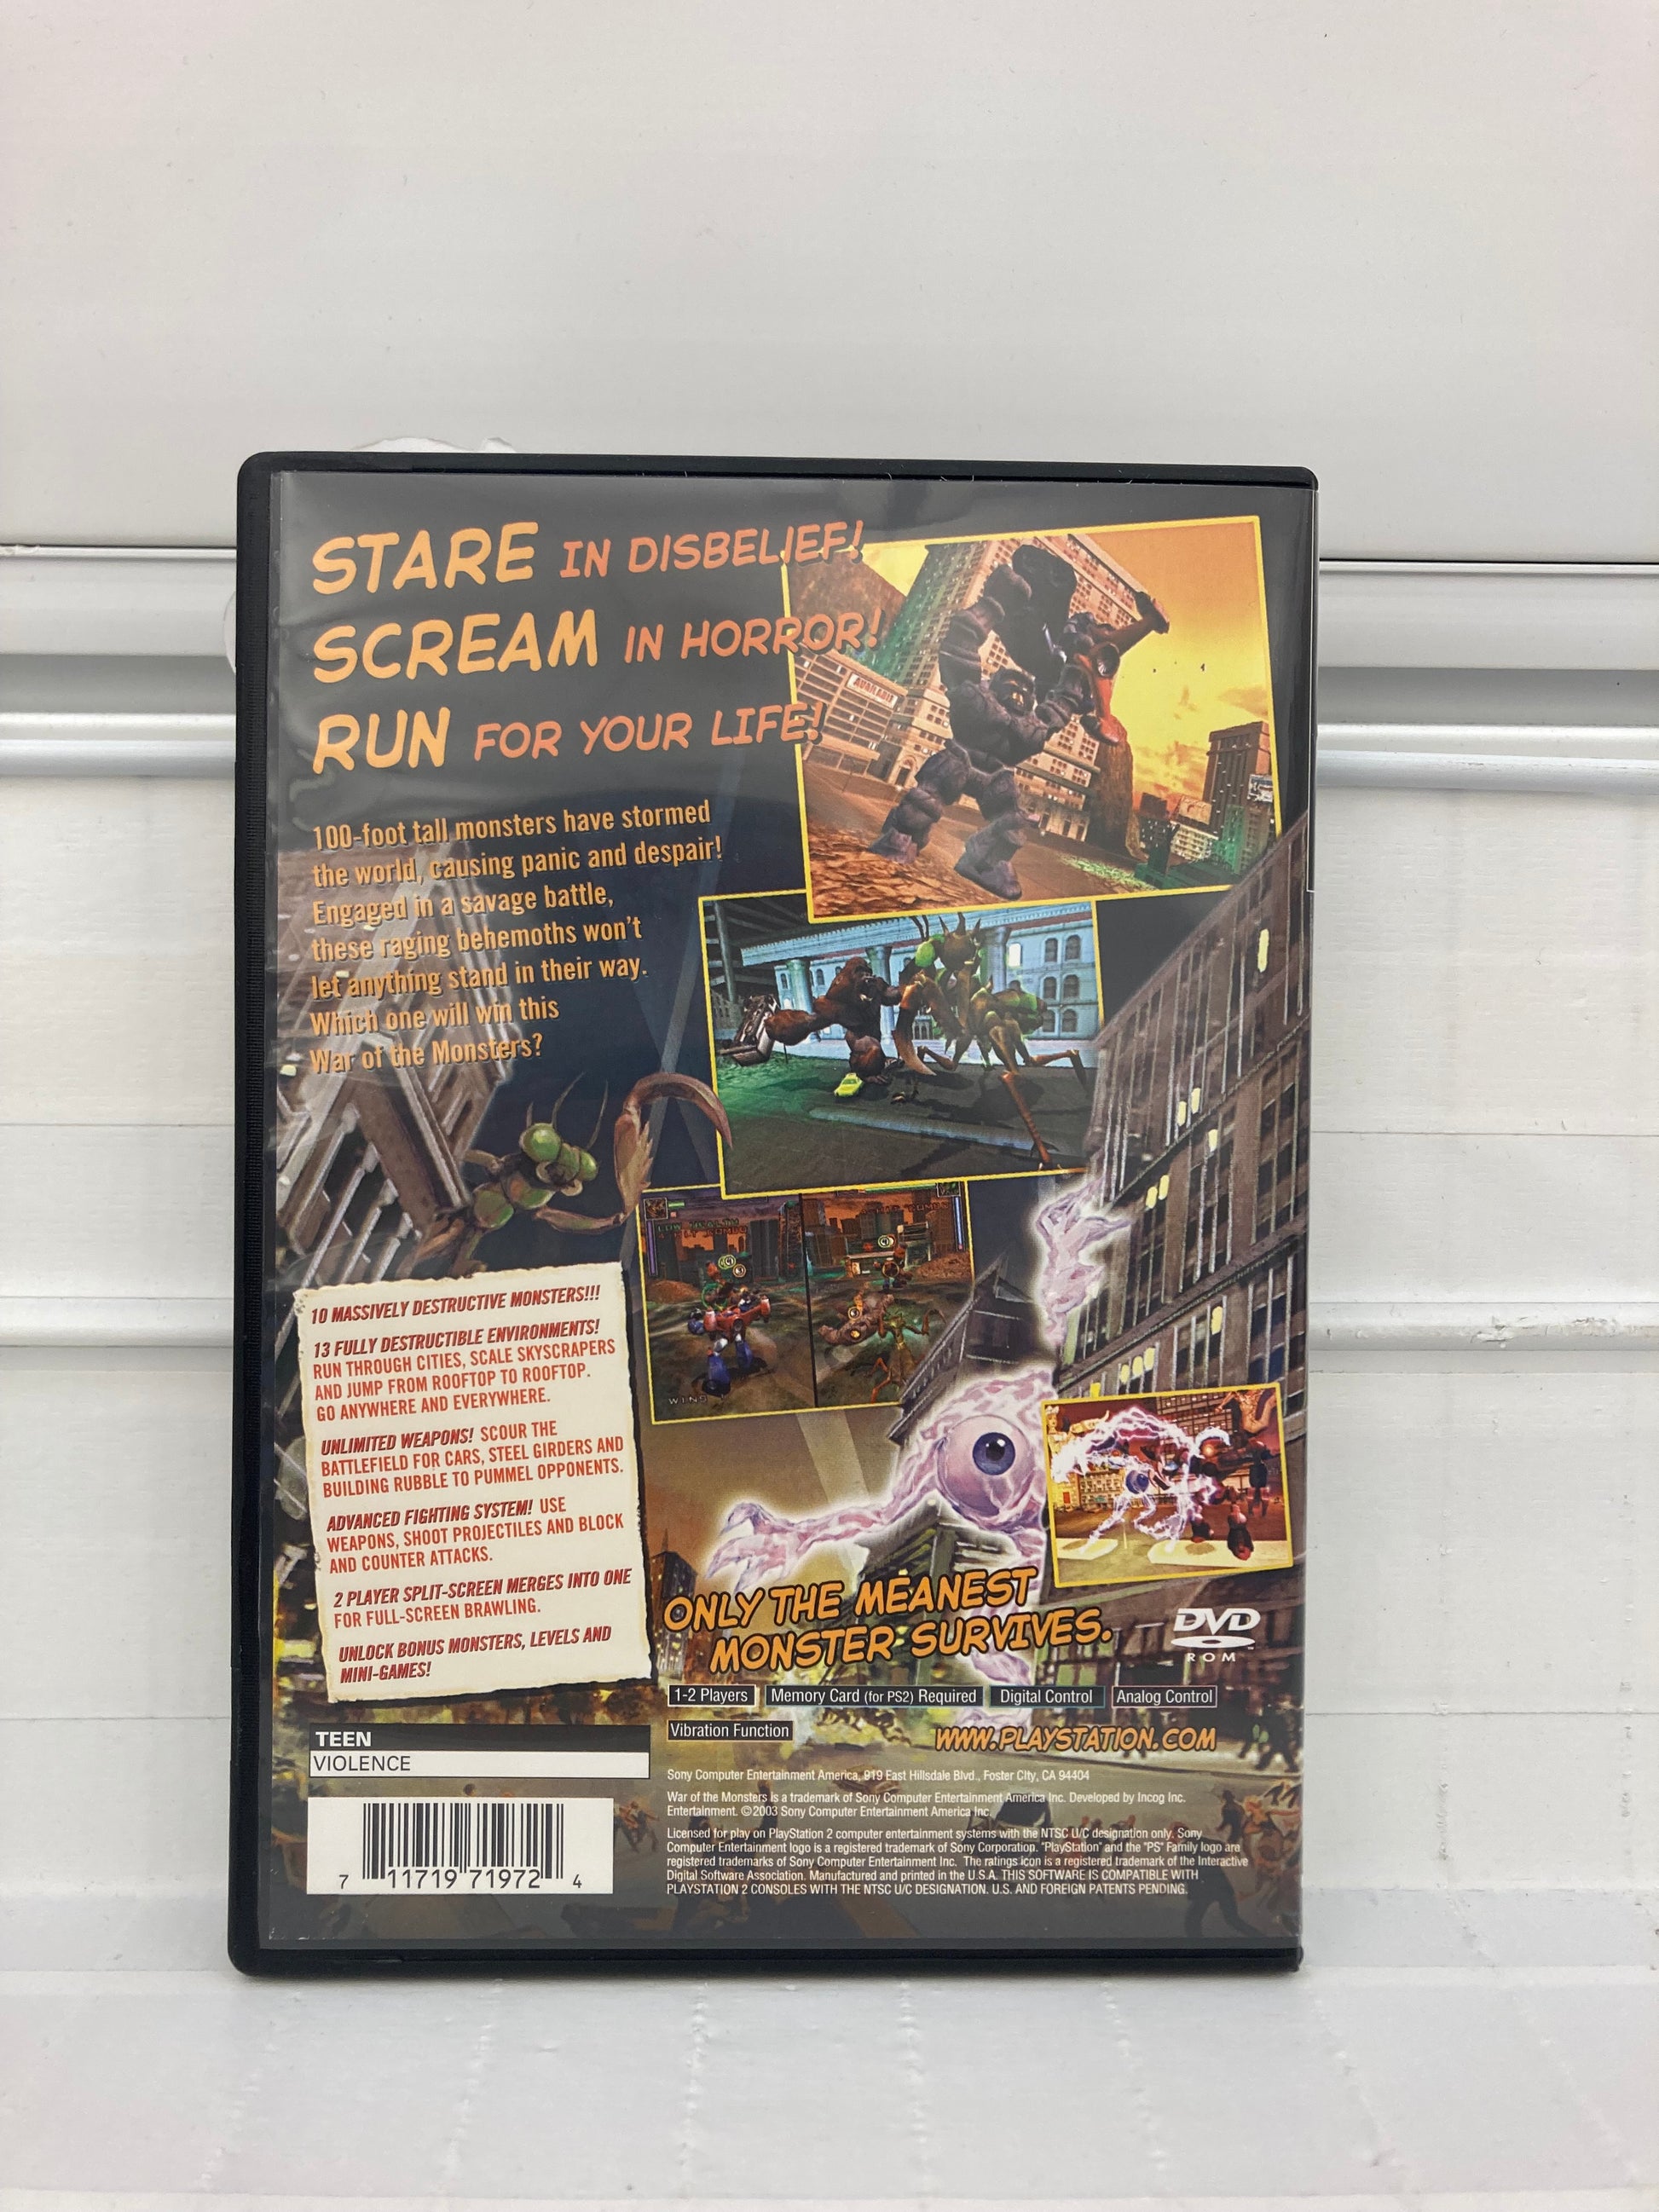 STARE IN DISBELIEF!
SCREAM IN HORROR!
RUN FOR YOUR LIFE!
AVAILABLE
100-foot tall monsters have stormed
the world, causing panic and despair!
Engaged in a savage battle,
these raging behemoths won't
let anything stand in their way.
Which one will win this
War of the Monsters?
10 MASSIVELY DESTRUCTIVE MONSTERS!!!
13 FULLY DESTRUCTIBLE ENVIRONMENTS!
RUN THROUGH CITIES, SCALE SKYSCRAPERS
AND JUMP FROM ROOFTOP TO ROOFTOP.
GO ANYWHERE AND EVERYWHERE.
UNLIMITED WEAPONS! SCOUR THE
BATTLEFIELD FOR CARS, STEEL GIRDERS AND
BUILDING RUBBLE TO PUMMEL OPPONENTS.
ADVANCED FIGHTING SYSTEM! USE
WEAPONS, SHOOT PROJECTILES AND BLOCK
AND COUNTER ATTACKS.
2 PLAYER SPLIT-SCREEN MERGES INTO ONE
FOR FULL-SCREEN BRAWLING.
UNLOCK BONUS MONSTERS, LEVELS AND
MINI-GAMES!
LOW HEALTH
WINS
ONLY THE MEANEST
MONSTER SURVIVES.
DVD
ROM
1-2 Players Memory Card (for PS2) Required Digital Control Analog Control
Vibration Function
WWW.PLAYSTATION.COM
TEEN
VIOLENCE
7 11719 71972 4
Sony Computer Entertainment America, 919 East Hillsdale Blvd., Foster City, CA 94404
War of the Monsters is a trademark of Sony Computer Entertainment America Inc. Developed by Incog Inc.
Entertainment. ©2003 Sony Computer Entertainment America Inc.
Licensed for play on PlayStation 2 computer entertainment systems with the NTSC U/C designation only. Sony
Computer Entertainment logo is a registered trademark of Sony Corporation. "PlayStation" and the "PS" Family logo are
registered trademarks of Sony Computer Entertainment Inc. The ratings icon is a registered trademark of the Interactive
Digital Software Association. Manufactured and printed in the U.S.A. THIS SOFTWARE IS COMPATIBLE WITH
PLAYSTATION 2 CONSOLES WITH THE NTSC U/C DESIGNATION. U.S. AND FOREIGN PATENTS PENDING.